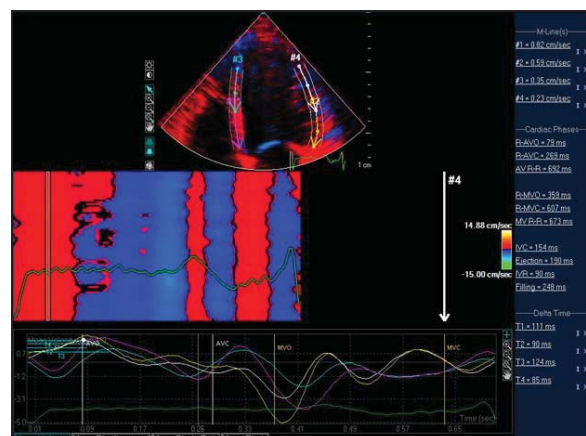 M-Line(s)
#1 = 0.82 cm/sec
#2 = 0.59 cm/sec
#3 = 0.35 cm/sec
#4 = 0.23 cm/sec
Cardiac Phases
R-AVO = 79 ms
R-AVC = 269 ms
AV R-R = 692 ms
R-MVO = 359 ms
R-MVC = 607 ms
MV R-R = 673 ms
IVC = 154 ms
Ejection = 190 ms
IVR = 90 ms
Filling = 248 ms
Delta Time
T1 = 111 ms
T2 = 90 ms
T3 = 124 ms
T4 = 85 ms
#3
#4
1 cm
#4
14.88 cm/sec
-15.00 cm/sec
AVO
AVC
MVO
MVC
T3
0.7
-1.2
-3.1
-5.0
0.01
0.09
0.18
0.26
0.33
0.41
0.49
0.57
0.65
Time (sec)